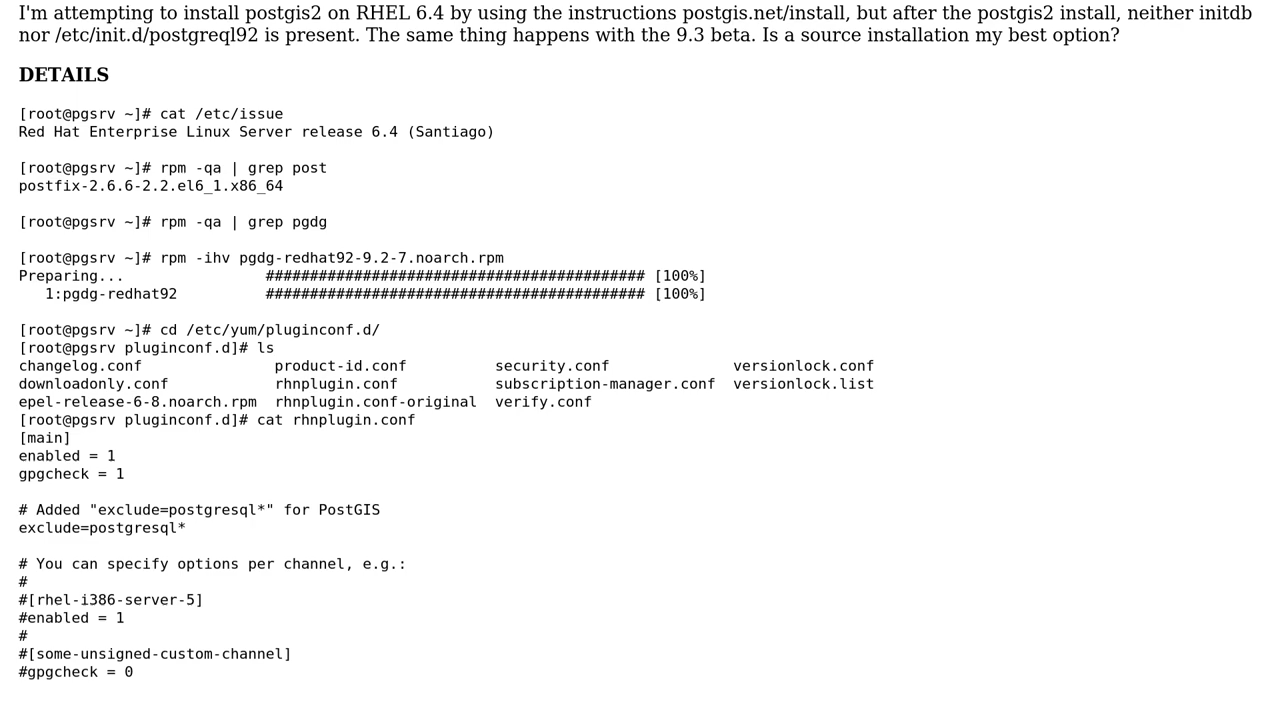 I'm attempting to install postgis2 on RHEL 6.4 by using the instructions postgis.net/install, but after the postgis2 install, neither initdb
nor /etc/init.d/postgreql92 is present. The same thing happens with the 9.3 beta. Is a source installation my best option?
DETAILS
[root@pgsrv ~]# cat /etc/issue
Red Hat Enterprise Linux Server release 6.4 (Santiago)
[root@pgsrv ~]# rpm -qa | grep post
postfix-2.6.6-2.2.el6_1.x86_64
[root@pgsrv ~]# rpm -qa | grep pgdg
[root@pgsrv ~]# rpm -ihv pgdg-redhat92-9.2-7.noarch.rpm
Preparing...                ########################################### [100%]
   1:pgdg-redhat92          ########################################### [100%]
[root@pgsrv ~]# cd /etc/yum/pluginconf.d/
[root@pgsrv pluginconf.d]# ls
changelog.conf               product-id.conf          security.conf              versionlock.conf
downloadonly.conf            rhnplugin.conf           subscription-manager.conf  versionlock.list
epel-release-6-8.noarch.rpm  rhnplugin.conf-original  verify.conf
[root@pgsrv pluginconf.d]# cat rhnplugin.conf
[main]
enabled = 1
gpgcheck = 1
# Added "exclude=postgresql*" for PostGIS
exclude=postgresql*
# You can specify options per channel, e.g.:
#
#[rhel-i386-server-5]
#enabled = 1
#
#[some-unsigned-custom-channel]
#gpgcheck = 0